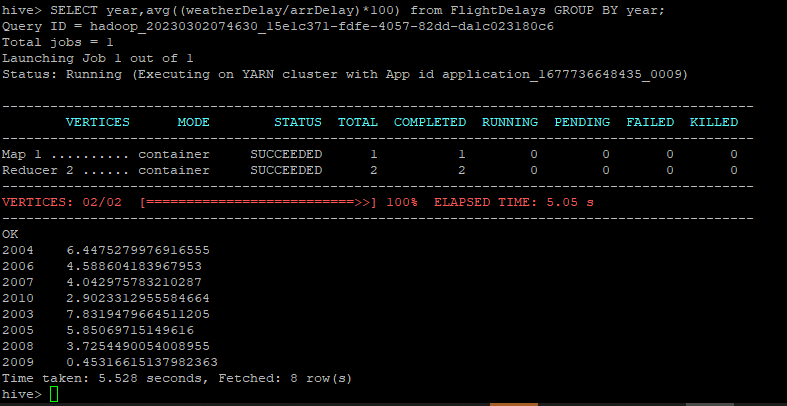 hive> SELECT year,avg((weatherDelay/arrDelay)*100) from FlightDelays GROUP BY year;
Query ID = hadoop_20230302074630_15e1c371-fdfe-4057-82dd-da1c023180c6
Total jobs = 1
Launching Job 1 out of 1
Status: Running (Executing on YARN cluster with App id application_1677736648435_0009)
----------------------------------------------------------------------------------------------
VERTICES MODE STATUS TOTAL COMPLETED RUNNING PENDING FAILED KILLED
----------------------------------------------------------------------------------------------
Map 1 .......... container SUCCEEDED 1 1 0 0 0 0
Reducer 2 ...... container SUCCEEDED 2 2 0 0 0 0
----------------------------------------------------------------------------------------------
VERTICES: 02/02 [==========================>>] 100% ELAPSED TIME: 5.05 s
----------------------------------------------------------------------------------------------
OK
2004 6.4475279976916555
2006 4.588604183967953
2007 4.042975783210287
2010 2.9023312955584664
2003 7.8319479664511205
2005 5.85069715149616
2008 3.7254490054008955
2009 0.45316615137982363
Time taken: 5.528 seconds, Fetched: 8 row(s)
hive>